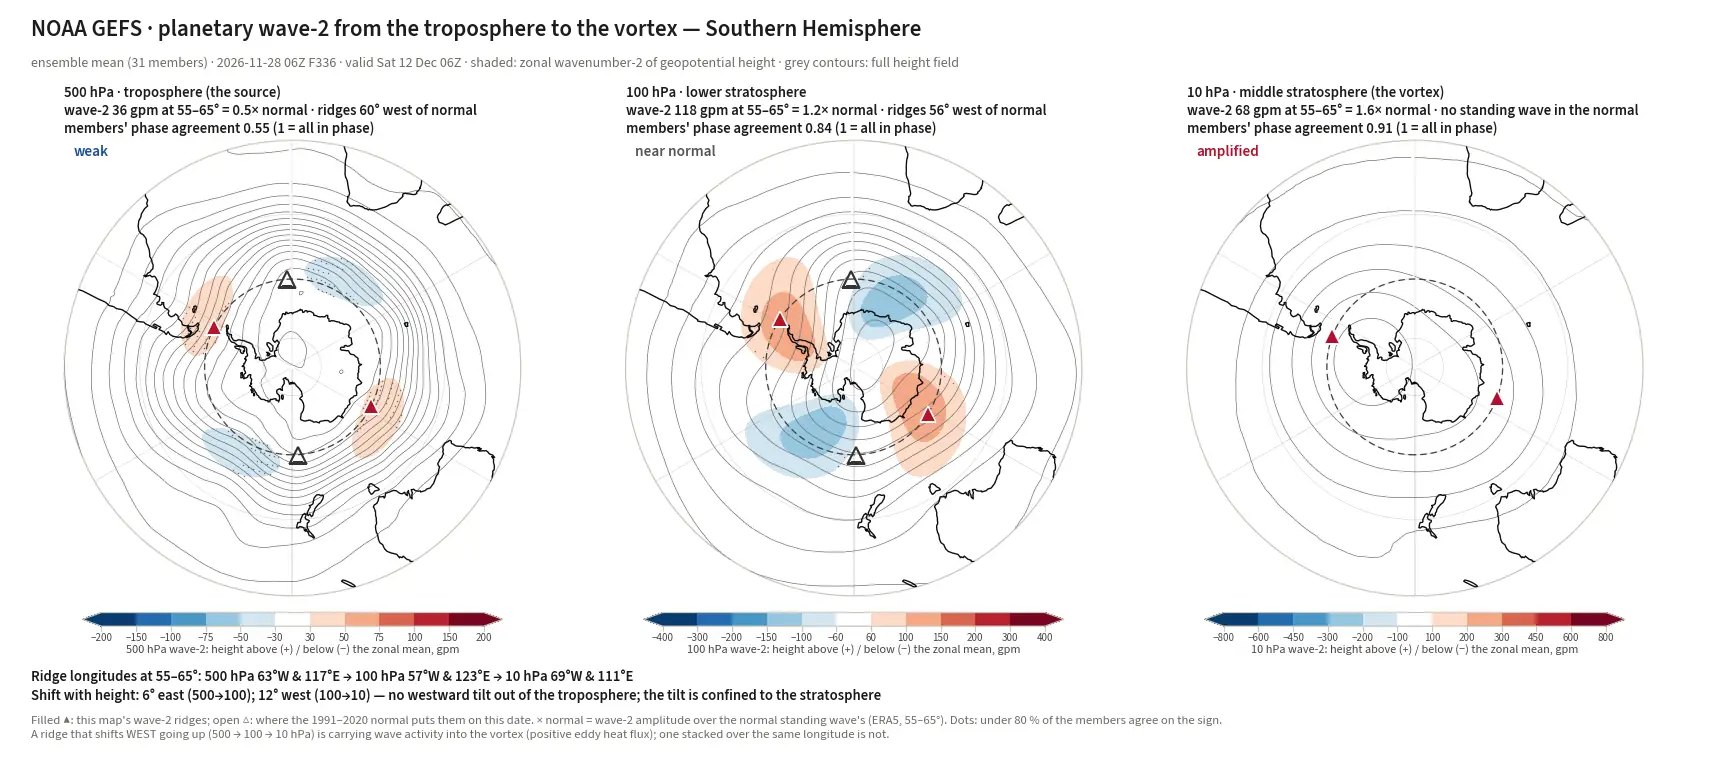 NOAA GEFS · planetary wave-2 from the troposphere to the vortex — Southern Hemisphere
ensemble mean (31 members) · 2026-11-28 06Z F336 · valid Sat 12 Dec 06Z · shaded: zonal wavenumber-2 of geopotential height · grey contours: full height field
500 hPa · troposphere (the source)
wave-2 36 gpm at 55–65° = 0.5× normal · ridges 60° west of normal
members' phase agreement 0.55 (1 = all in phase)
weak
100 hPa · lower stratosphere
wave-2 118 gpm at 55–65° = 1.2× normal · ridges 56° west of normal
members' phase agreement 0.84 (1 = all in phase)
near normal
10 hPa · middle stratosphere (the vortex)
wave-2 68 gpm at 55–65° = 1.6× normal · no standing wave in the normal
members' phase agreement 0.91 (1 = all in phase)
amplified
−200 −150 −100 −75 −50 −30 30 50 75 100 150 200
500 hPa wave-2: height above (+) / below (−) the zonal mean, gpm
−400 −300 −200 −150 −100 −60 60 100 150 200 300 400
100 hPa wave-2: height above (+) / below (−) the zonal mean, gpm
−800 −600 −450 −300 −200 −100 100 200 300 450 600 800
10 hPa wave-2: height above (+) / below (−) the zonal mean, gpm
Ridge longitudes at 55–65°: 500 hPa 63°W & 117°E → 100 hPa 57°W & 123°E → 10 hPa 69°W & 111°E
Shift with height: 6° east (500→100); 12° west (100→10) — no westward tilt out of the troposphere; the tilt is confined to the stratosphere
Filled ▲: this map's wave-2 ridges; open △: where the 1991–2020 normal puts them on this date. × normal = wave-2 amplitude over the normal standing wave's (ERA5, 55–65°). Dots: under 80 % of the members agree on the sign.
A ridge that shifts WEST going up (500 → 100 → 10 hPa) is carrying wave activity into the vortex (positive eddy heat flux); one stacked over the same longitude is not.